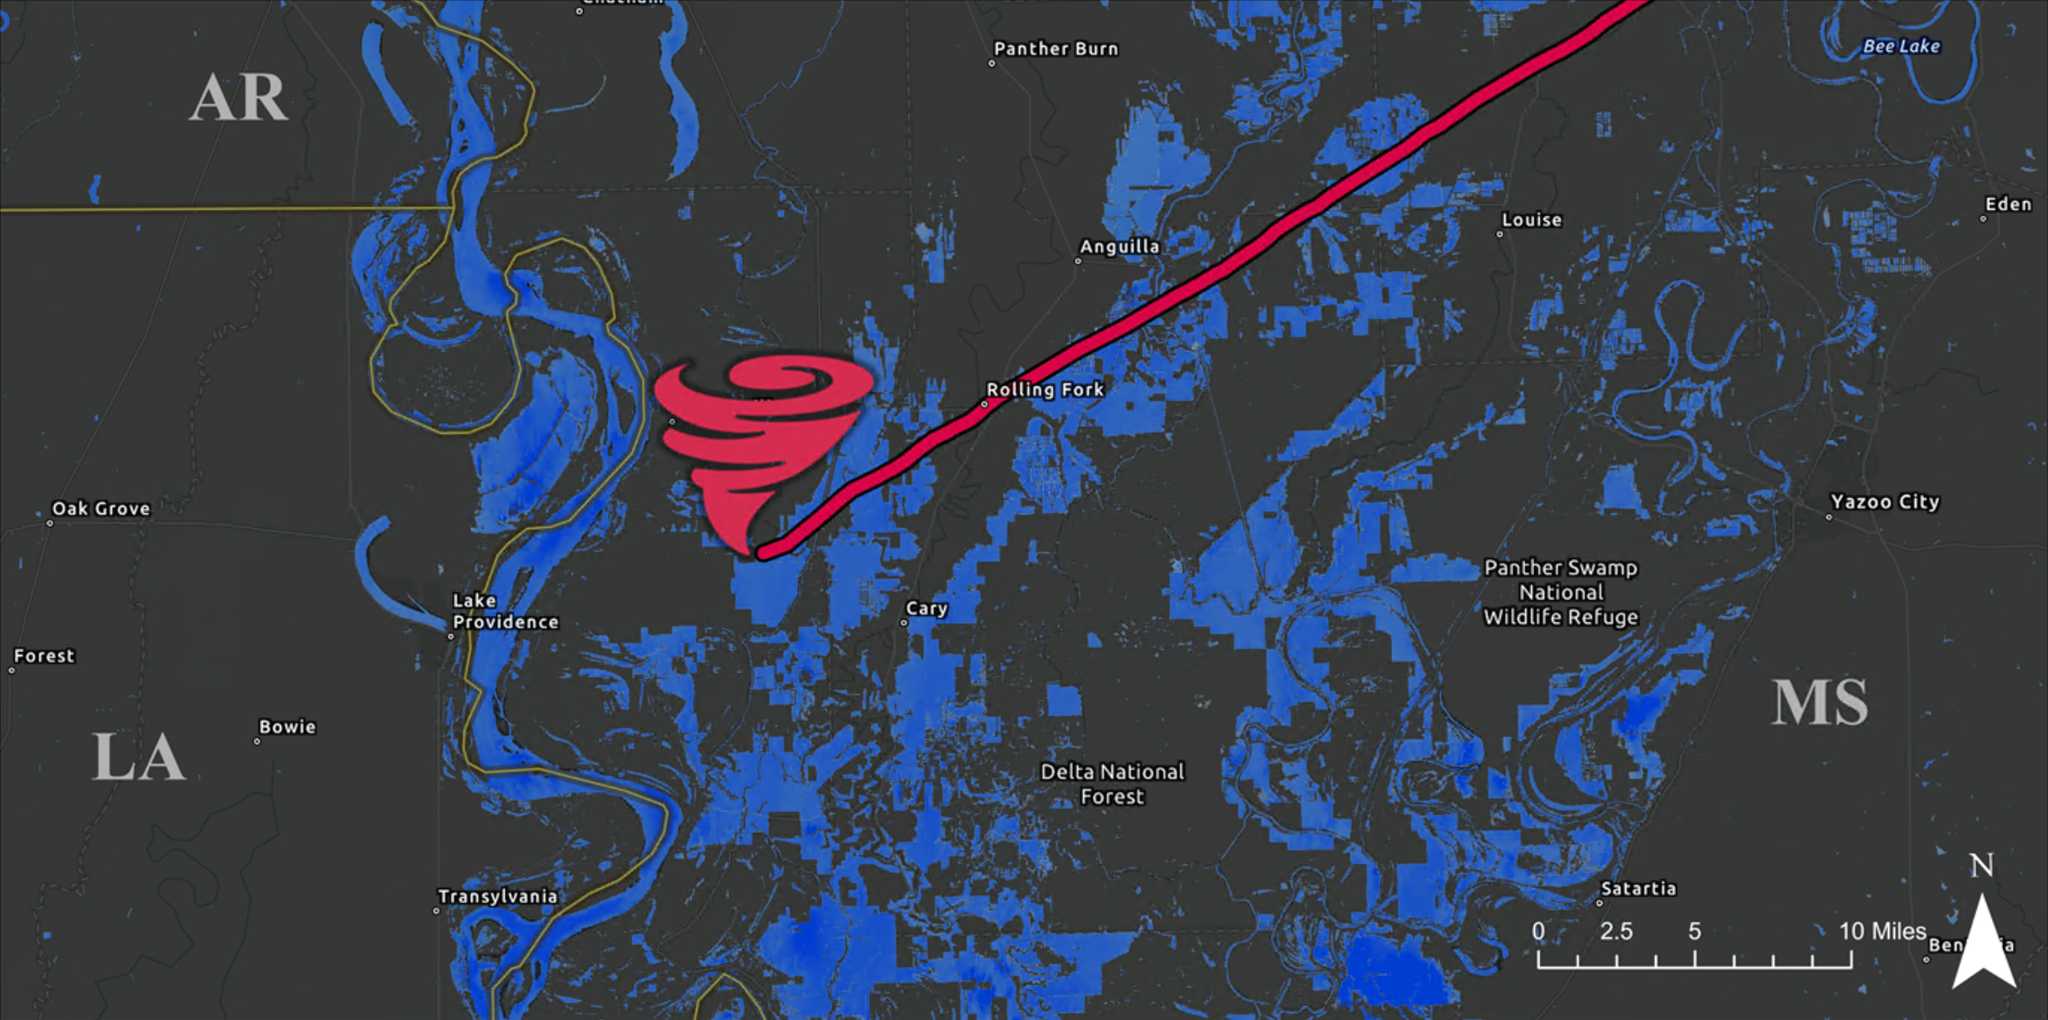 Panther Burn
Bee Lake
AR
Eden
Louise
Anguilla
Rolling Fork
Oak Grove
Yazoo City
Panther Swamp
National
Wildlife Refuge
Lake
Providence
Cary
Forest
MS
Bowie
LA
Delta National
Forest
N
Satartia
Transylvania
0 2.5 5 10 Miles